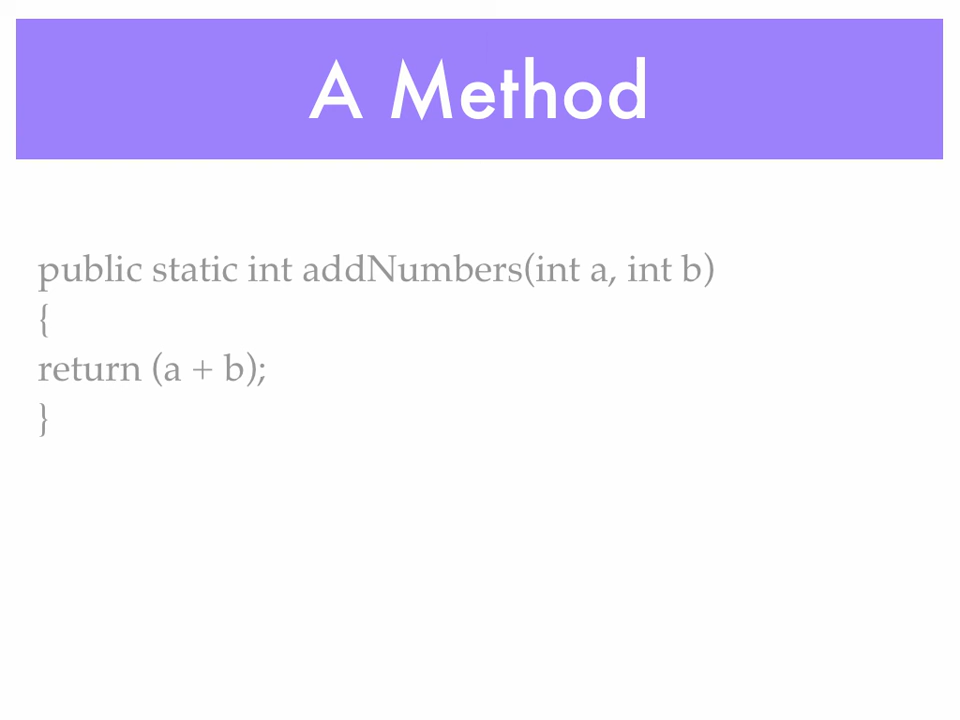 A Method
public static int addNumbers(int a, int b)
{
return (a + b);
}